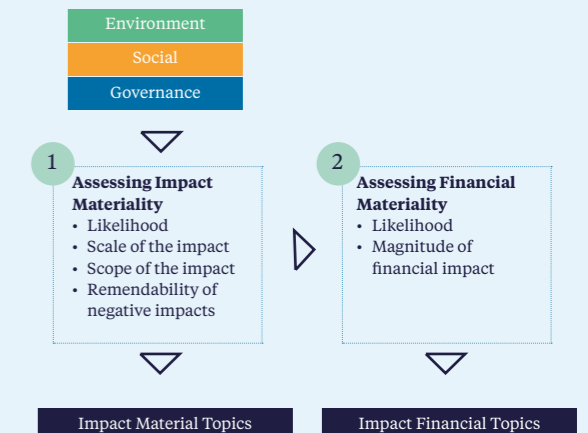 Environment
Social
Governance
1
Assessing Impact
Materiality
• Likelihood
• Scale of the impact
• Scope of the impact
• Remendability of
negative impacts
2
Assessing Financial
Materiality
• Likelihood
• Magnitude of
financial impact
Impact Material Topics
Impact Financial Topics